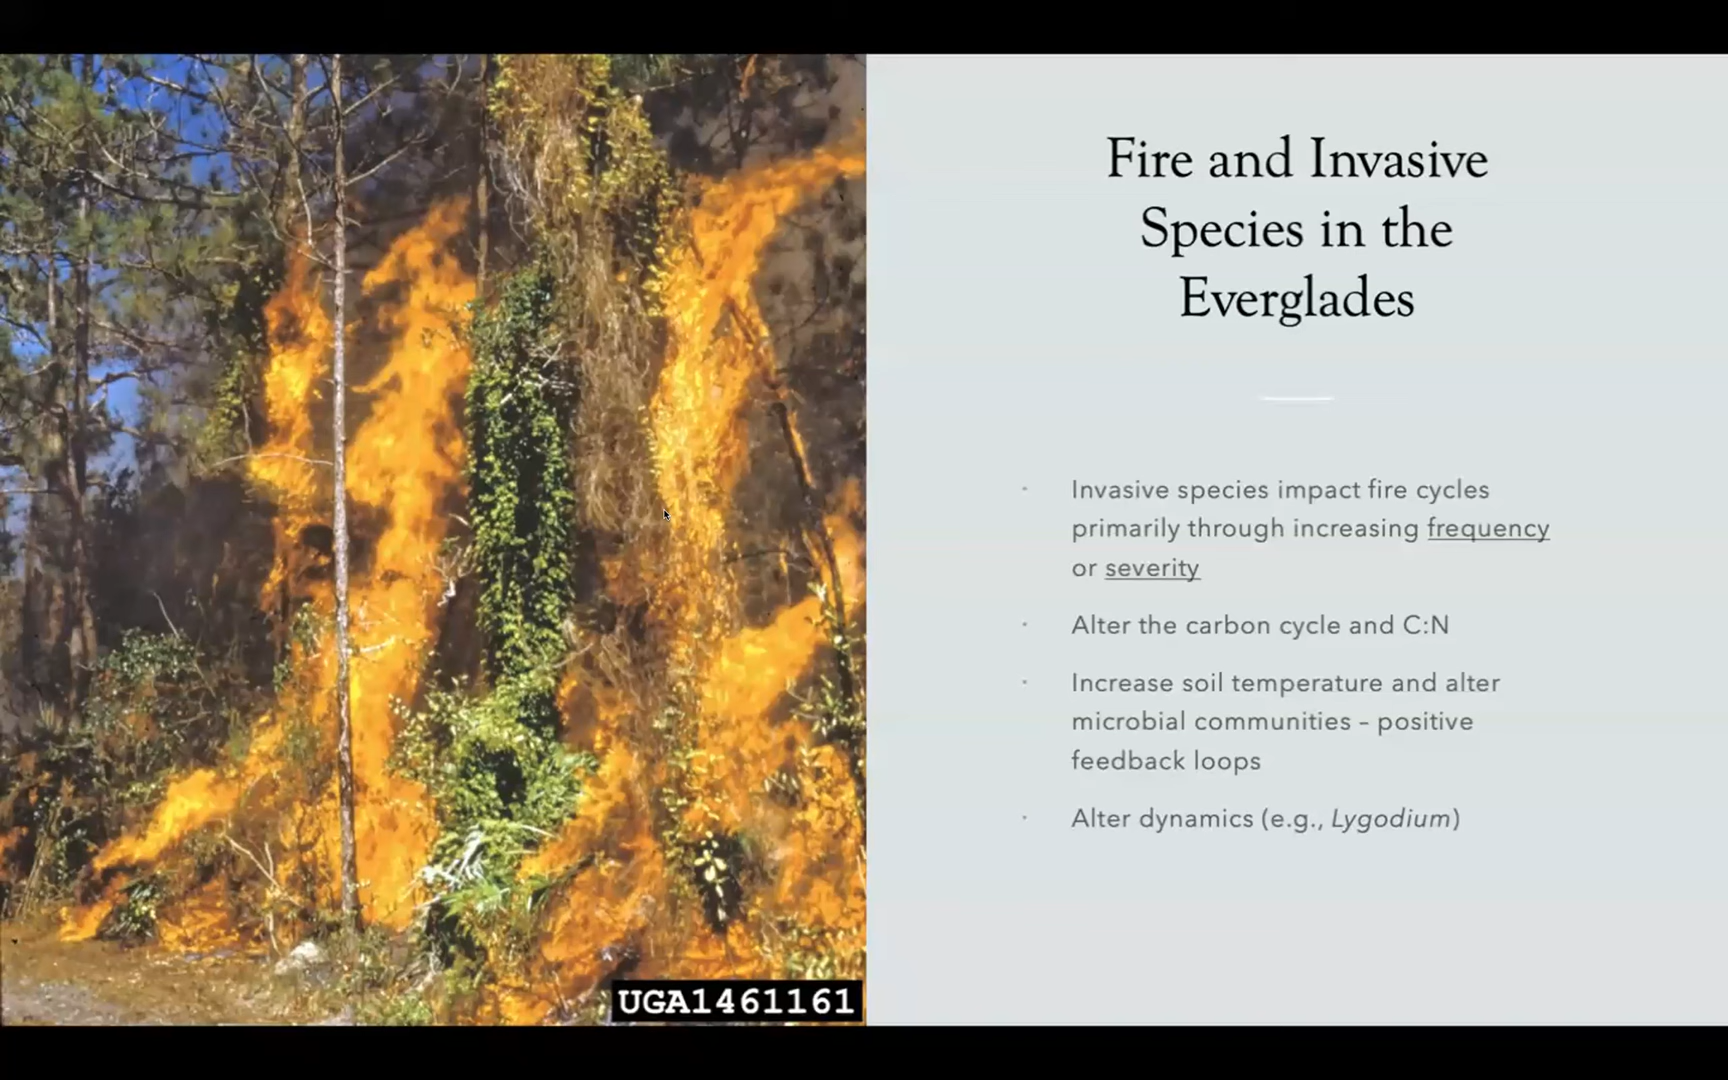 Fire and Invasive
Species in the
Everglades
· Invasive species impact fire cycles
primarily through increasing frequency
or severity
· Alter the carbon cycle and C:N
· Increase soil temperature and alter
microbial communities – positive
feedback loops
· Alter dynamics (e.g., Lygodium)
UGA1461161